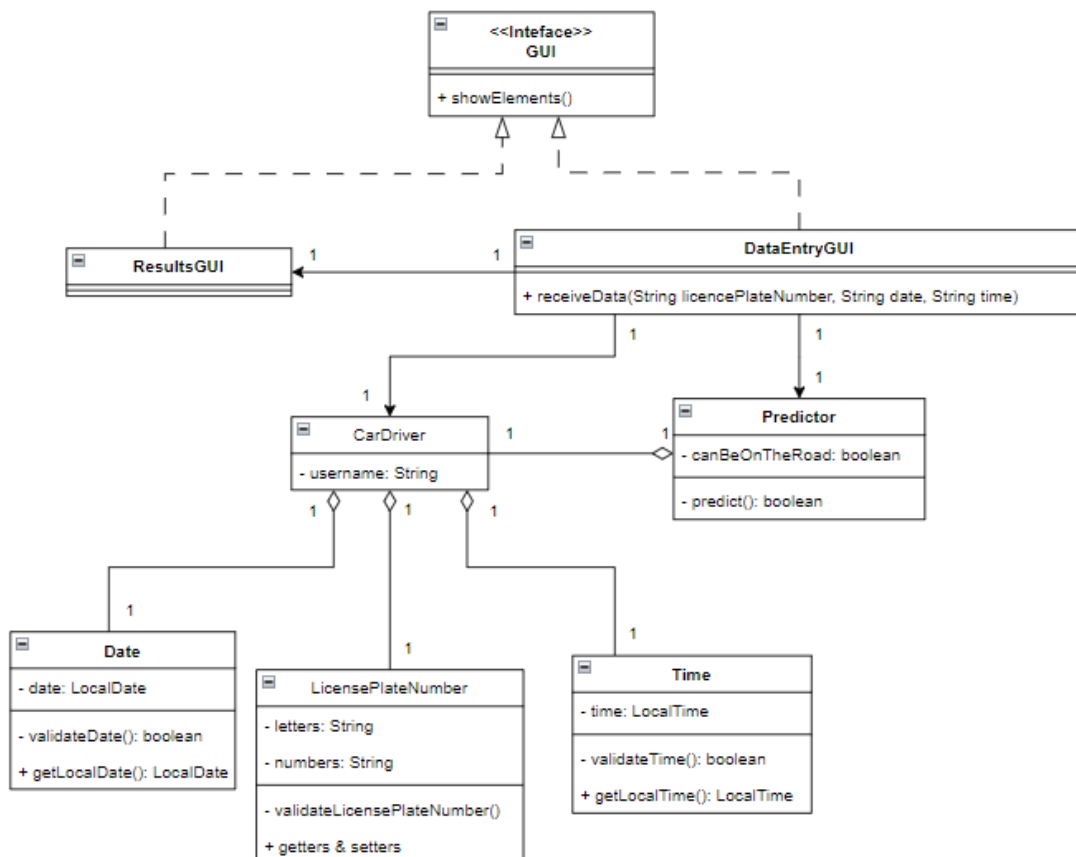 <<Inteface>>
GUI
+ showElements()
ResultsGUI
1
1
DataEntryGUI
+ receiveData(String licencePlateNumber, String date, String time)
1
1
1
1
CarDriver
- username: String
1
1
Predictor
- canBeOnTheRoad: boolean
- predict(): boolean
1
1
1
1
1
1
Date
- date: LocalDate
- validateDate(): boolean
+ getLocalDate(): LocalDate
LicensePlateNumber
- letters: String
- numbers: String
- validateLicensePlateNumber()
+ getters & setters
Time
- time: LocalTime
- validateTime(): boolean
+ getLocalTime(): LocalTime